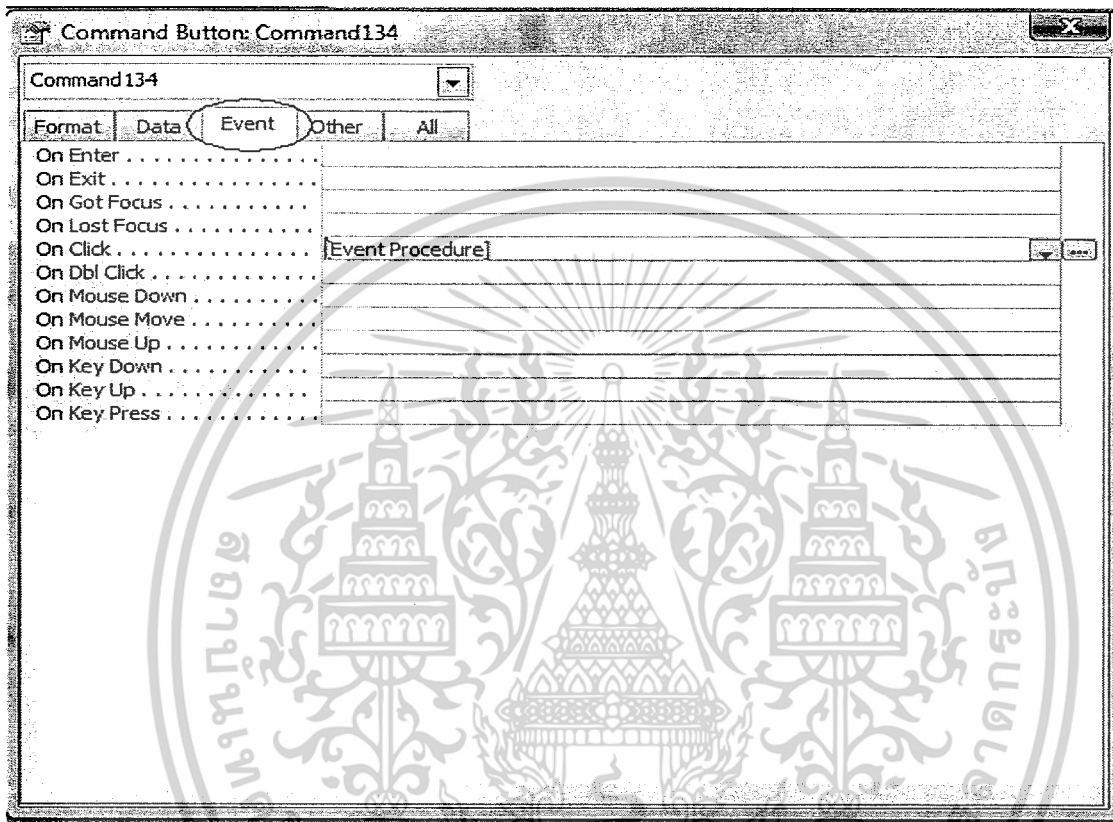 Command Button: Command134
Command134
Format Data Event Other All
On Enter . . . . . . . . . . . . . . .
On Exit . . . . . . . . . . . . . . . .
On Got Focus . . . . . . . . . . .
On Lost Focus . . . . . . . . . . .
On Click . . . . . . . . . . . . . . . [Event Procedure]
On Dbl Click . . . . . . . . . . . . .
On Mouse Down . . . . . . . . . .
On Mouse Move . . . . . . . . . .
On Mouse Up . . . . . . . . . . . .
On Key Down . . . . . . . . . . .
On Key Up . . . . . . . . . . . . .
On Key Press . . . . . . . . . . . .